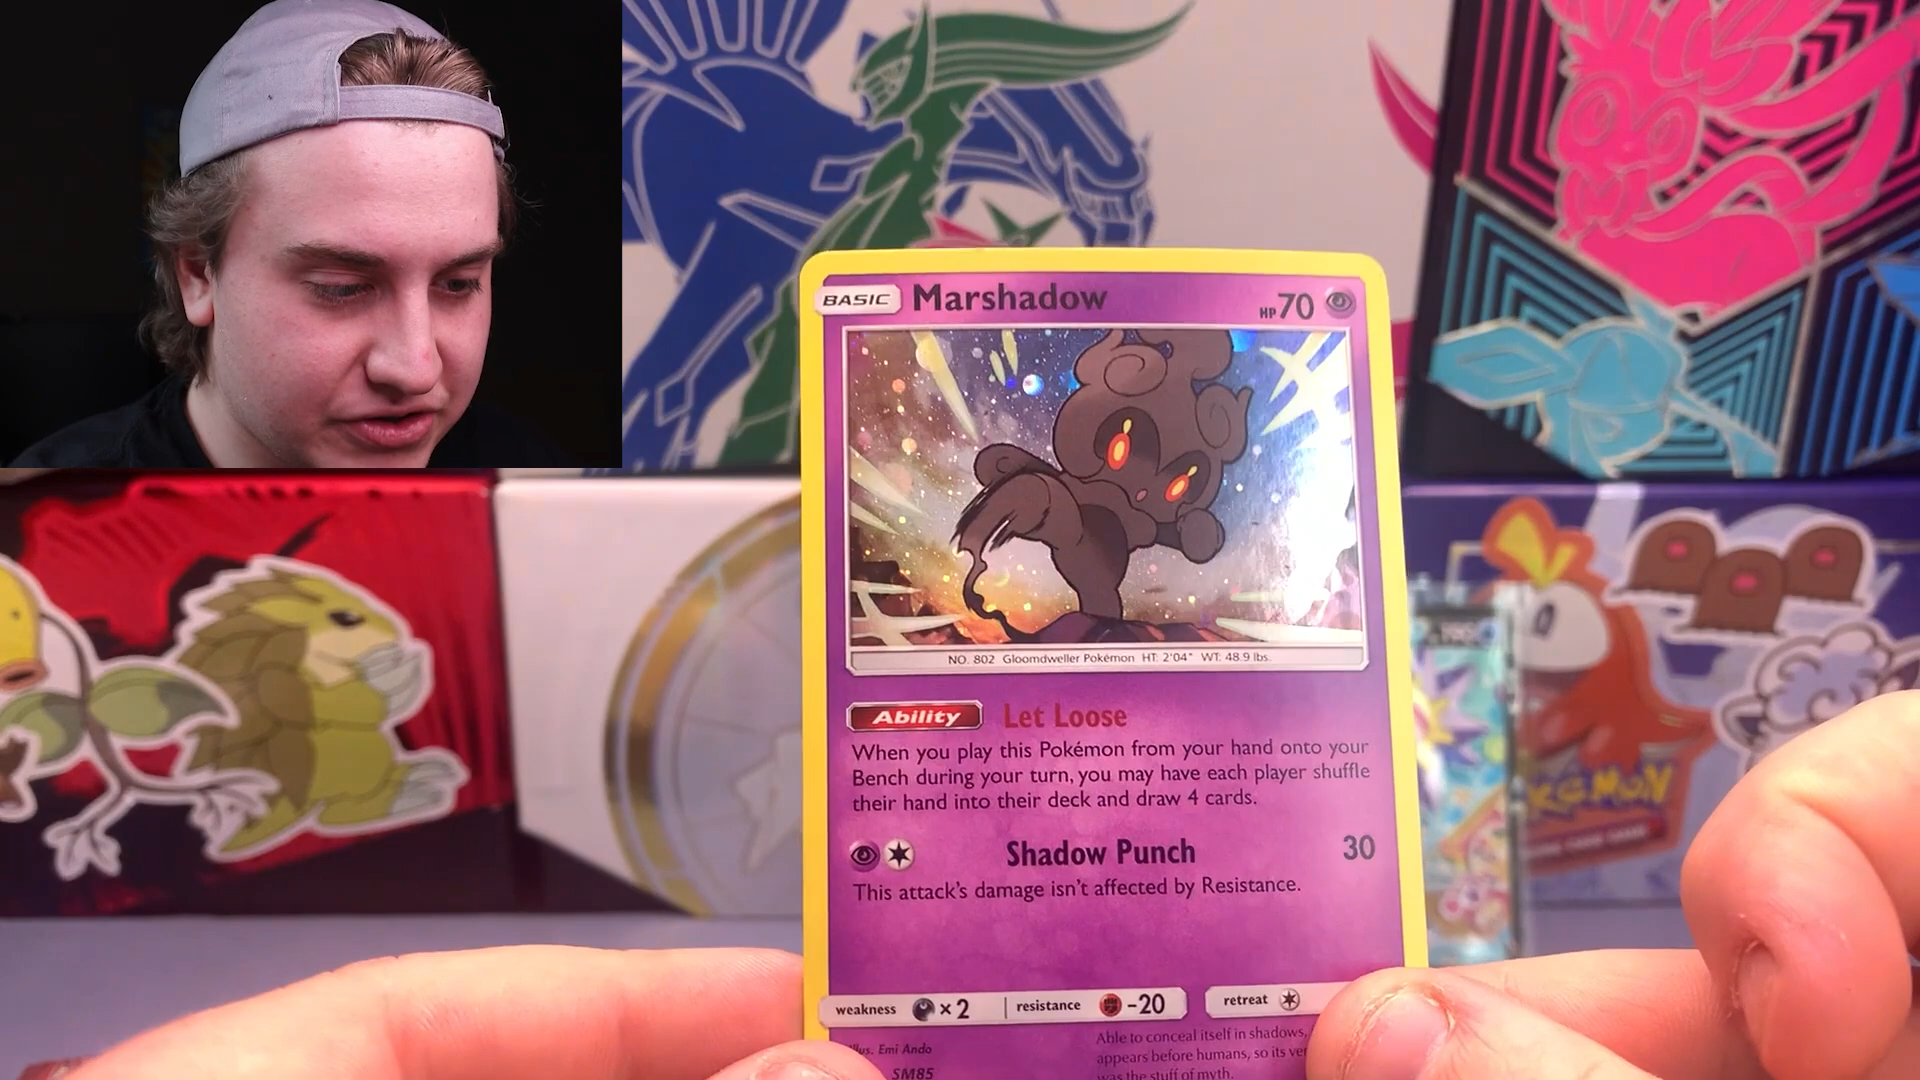 BASIC Marshadow HP70
NO. 802 Gloomdweller Pokémon HT: 2'04" WT: 48.9 lbs.
Ability Let Loose
When you play this Pokémon from your hand onto your
Bench during your turn, you may have each player shuffle
their hand into their deck and draw 4 cards.
Shadow Punch 30
This attack's damage isn't affected by Resistance.
weakness ×2 resistance -20 retreat
Illus. Emi Ando
SM85
Able to conceal itself in shadows,
appears before humans, so its
was the stuff of myth.
POKÉMON